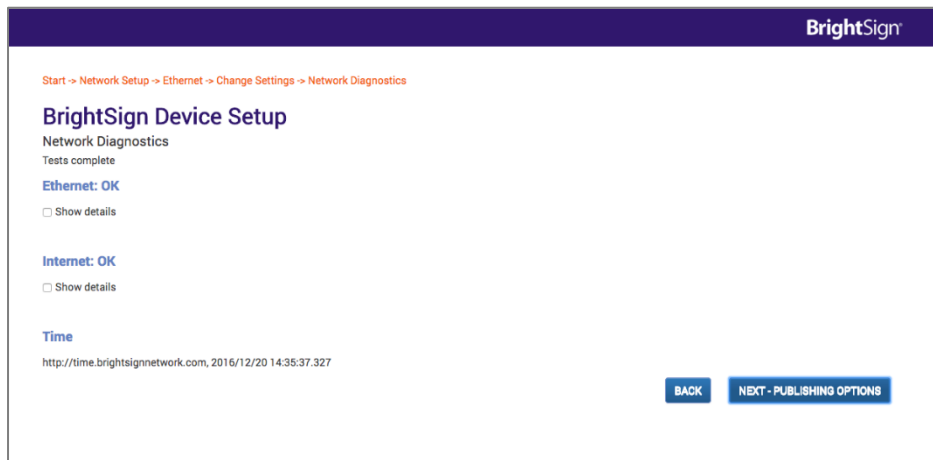 BrightSign®
Start -> Network Setup -> Ethernet -> Change Settings -> Network Diagnostics
BrightSign Device Setup
Network Diagnostics
Tests complete
Ethernet: OK
Show details
Internet: OK
Show details
Time
http://time.brightsignnetwork.com, 2016/12/20 14:35:37.327
BACK NEXT - PUBLISHING OPTIONS